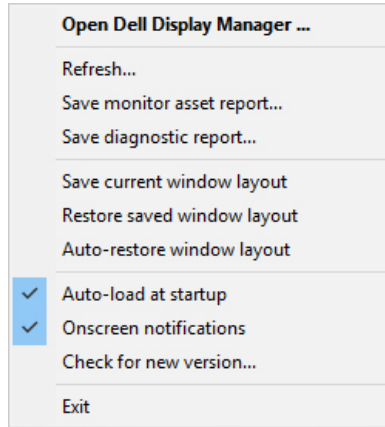 Open Dell Display Manager ...
Refresh...
Save monitor asset report...
Save diagnostic report...
Save current window layout
Restore saved window layout
Auto-restore window layout
Auto-load at startup
Onscreen notifications
Check for new version...
Exit